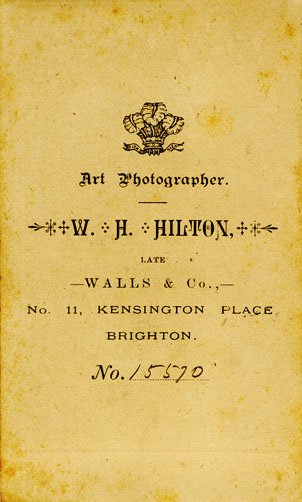 Art Photographer.
W. H. HILTON,
LATE
—WALLS & Co.,—
No. 11, KENSINGTON PLACE,
BRIGHTON.
No. 15570